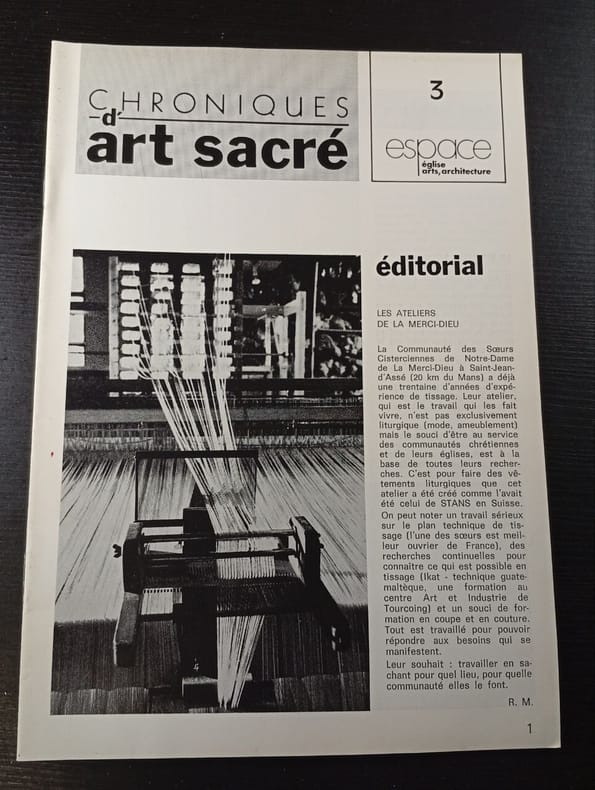 CHRONIQUES
d'
art sacré
3
espace
église
arts, architecture
éditorial
LES ATELIERS
DE LA MERCI-DIEU
La Communauté des Sœurs
Cisterciennes de Notre-Dame
de La Merci-Dieu à Saint-Jean-
d'Assé (20 km du Mans) a déjà
une trentaine d'années d'expé-
rience de tissage. Leur atelier,
qui est le travail qui les fait
vivre, n'est pas exclusivement
liturgique (mode, ameublement)
mais le souci d'être au service
des communautés chrétiennes
et de leurs églises, est à la
base de toutes leurs recher-
ches. C'est pour faire des vê-
tements liturgiques que cet
atelier a été créé comme l'avait
été celui de STANS en Suisse.
On peut noter un travail sérieux
sur le plan technique de tis-
sage (l'une des sœurs est meil-
leur ouvrier de France), des
recherches continuelles pour
connaître ce qui est possible en
tissage (Ikat - technique guate-
maltèque, une formation au
centre Art et Industrie de
Tourcoing) et un souci de for-
mation en coupe et en couture.
Tout est travaillé pour pouvoir
répondre aux besoins qui se
manifestent.
Leur souhait : travailler en sa-
chant pour quel lieu, pour quelle
communauté elles le font.
R. M.
1